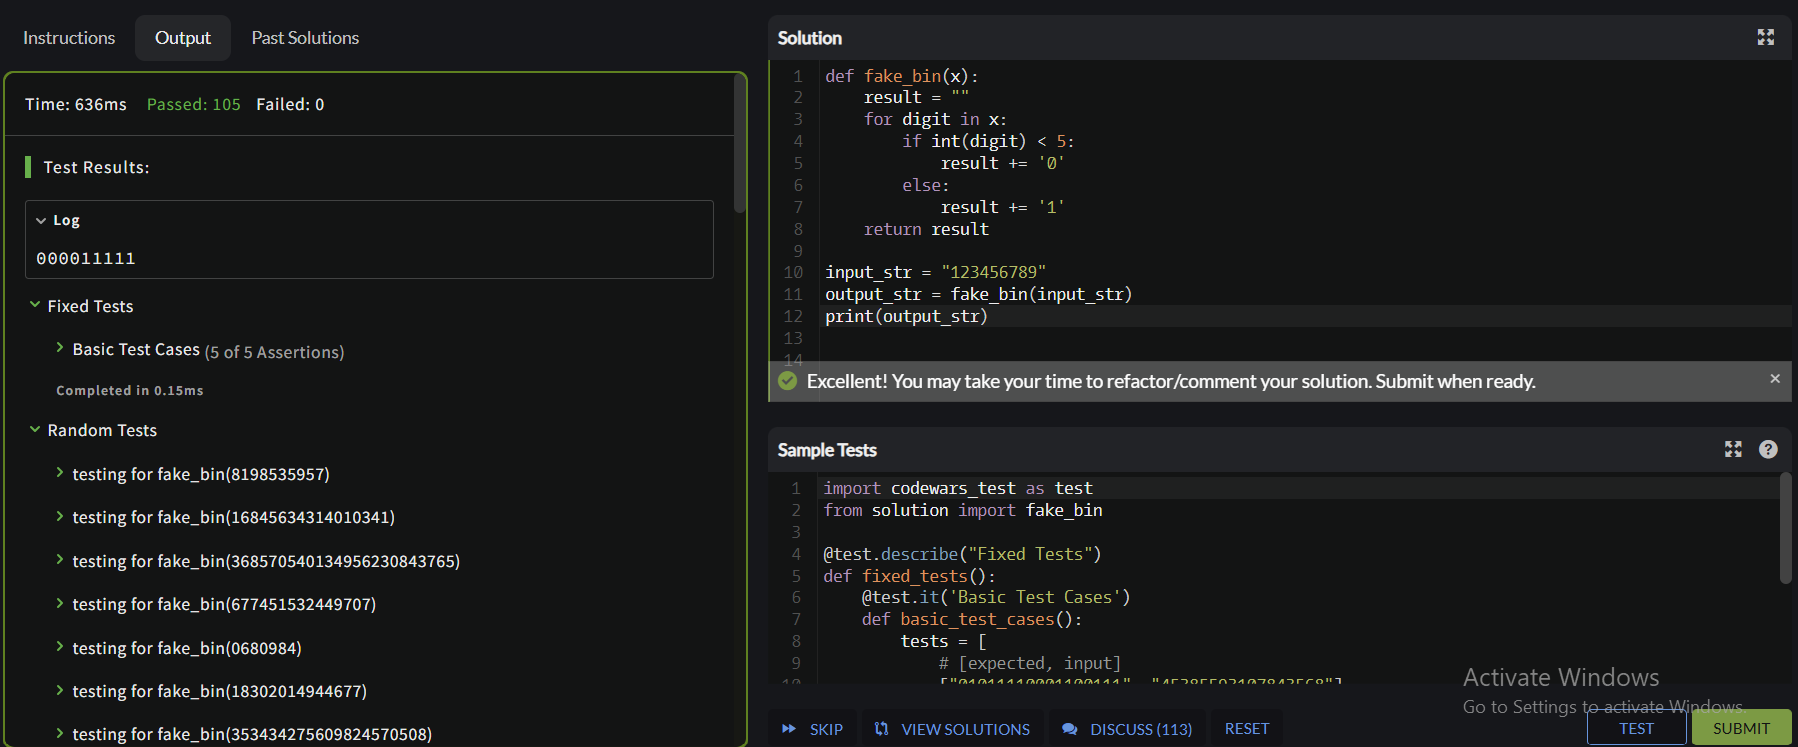 Instructions
Output
Past Solutions
Time: 636ms Passed: 105 Failed: 0
Test Results:
Log
000011111
Fixed Tests
Basic Test Cases (5 of 5 Assertions)
Completed in 0.15ms
Random Tests
testing for fake_bin(8198535957)
testing for fake_bin(16845634314010341)
testing for fake_bin(368570540134956230843765)
testing for fake_bin(677451532449707)
testing for fake_bin(0680984)
testing for fake_bin(18302014944677)
testing for fake_bin(353434275609824570508)
Solution
1 def fake_bin(x):
2     result = ""
3     for digit in x:
4         if int(digit) < 5:
5             result += '0'
6         else:
7             result += '1'
8     return result
9
10 input_str = "123456789"
11 output_str = fake_bin(input_str)
12 print(output_str)
13
14
Excellent! You may take your time to refactor/comment your solution. Submit when ready.
Sample Tests
1 import codewars_test as test
2 from solution import fake_bin
3
4 @test.describe("Fixed Tests")
5 def fixed_tests():
6     @test.it('Basic Test Cases')
7     def basic_test_cases():
8         tests = [
9             # [expected, input]
10             ["01011110001100111", "45385593107843568"],
Activate Windows
Go to Settings to activate Windows.
SKIP
VIEW SOLUTIONS
DISCUSS (113)
RESET
TEST
SUBMIT